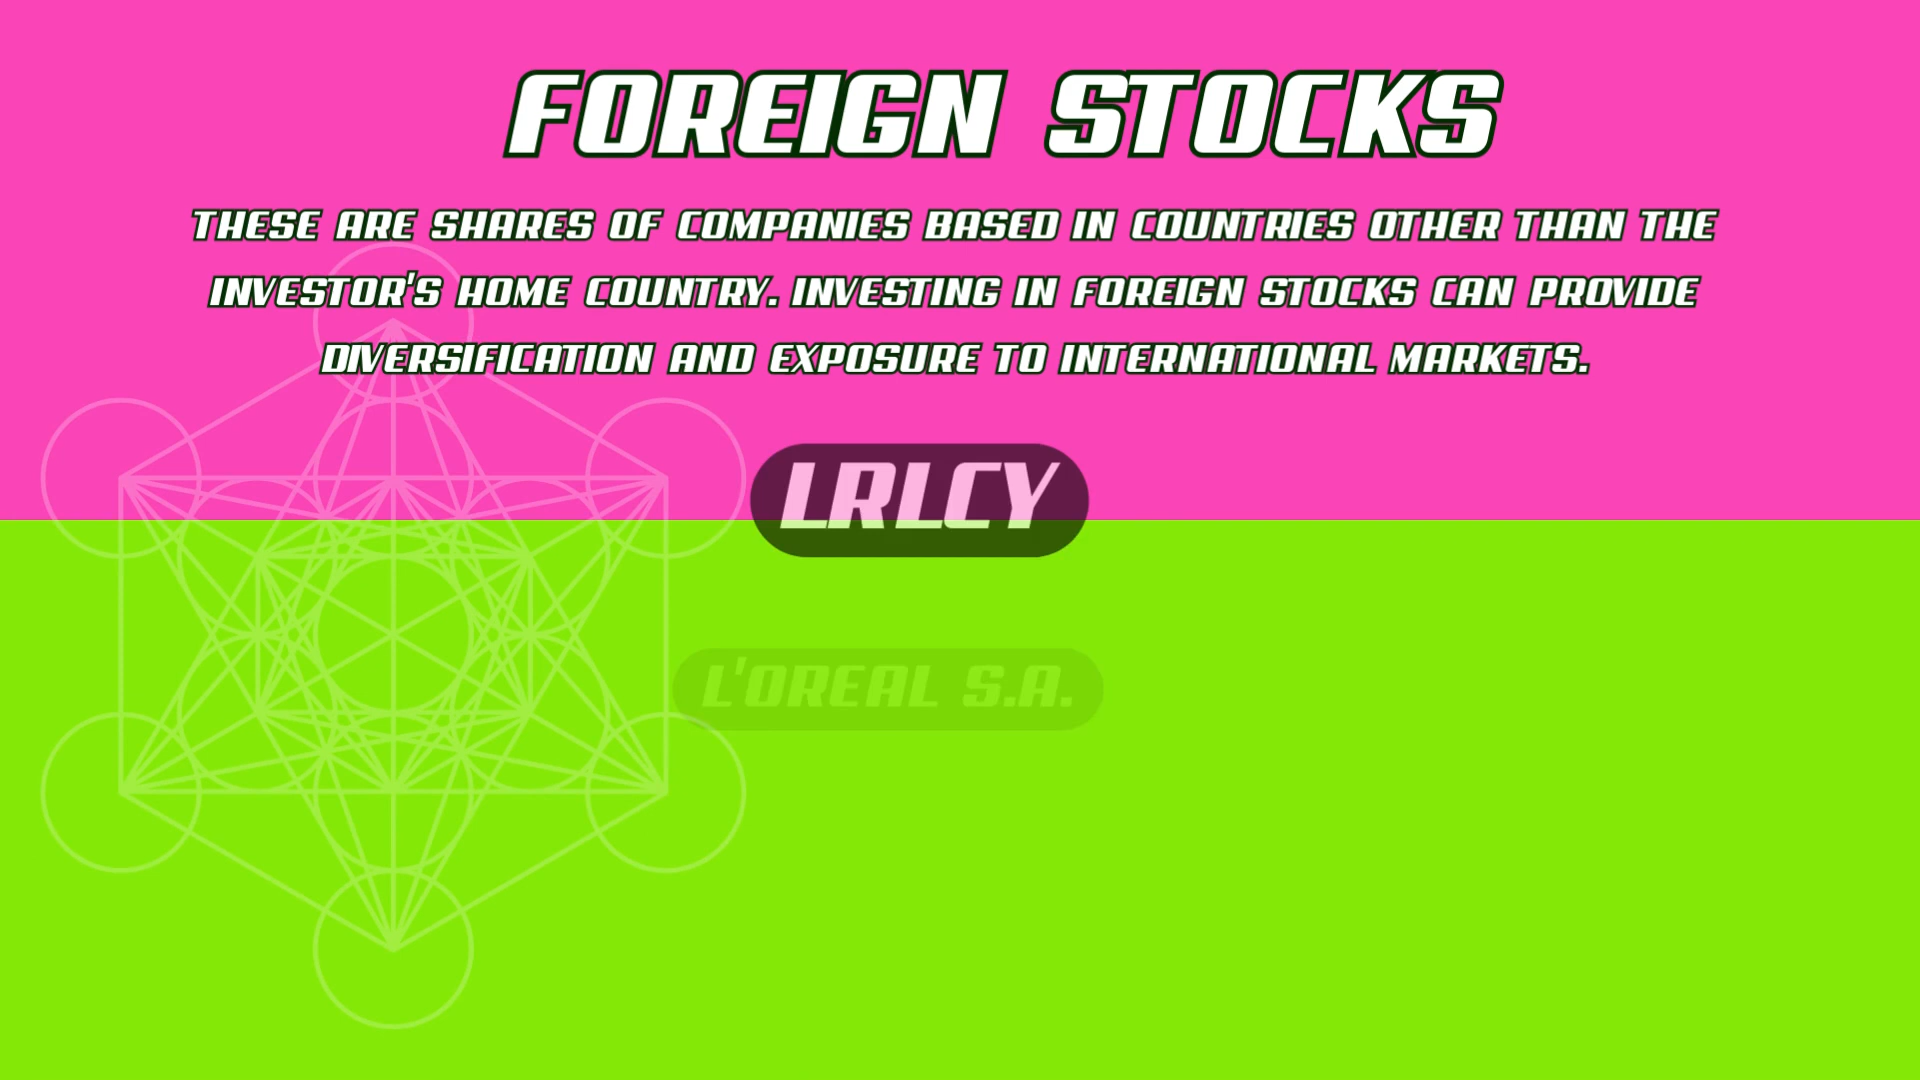 FOREIGN STOCKS
THESE ARE SHARES OF COMPANIES BASED IN COUNTRIES OTHER THAN THE
INVESTOR'S HOME COUNTRY. INVESTING IN FOREIGN STOCKS CAN PROVIDE
DIVERSIFICATION AND EXPOSURE TO INTERNATIONAL MARKETS.
LRLCY
L'OREAL S.A.